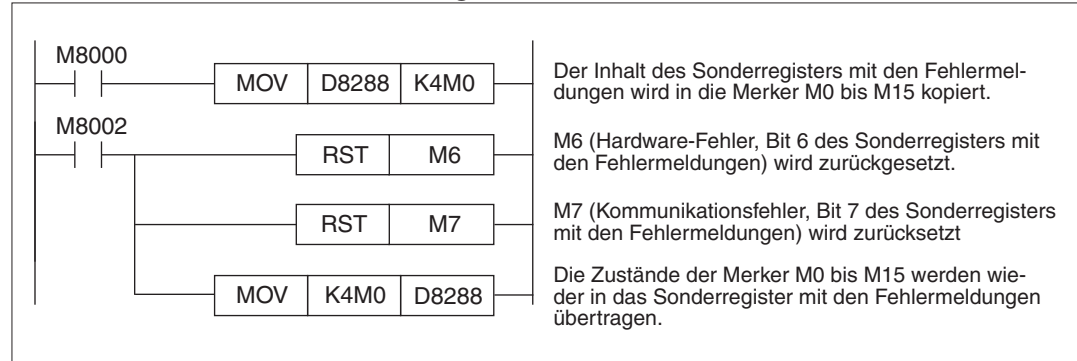 M8000
MOV D8288 K4M0
Der Inhalt des Sonderregisters mit den Fehlermel-
dungen wird in die Merker M0 bis M15 kopiert.
M8002
RST M6
M6 (Hardware-Fehler, Bit 6 des Sonderregisters mit
den Fehlermeldungen) wird zurückgesetzt.
RST M7
M7 (Kommunikationsfehler, Bit 7 des Sonderregisters
mit den Fehlermeldungen) wird zurücksetzt
MOV K4M0 D8288
Die Zustände der Merker M0 bis M15 werden wie-
der in das Sonderregister mit den Fehlermeldungen
übertragen.